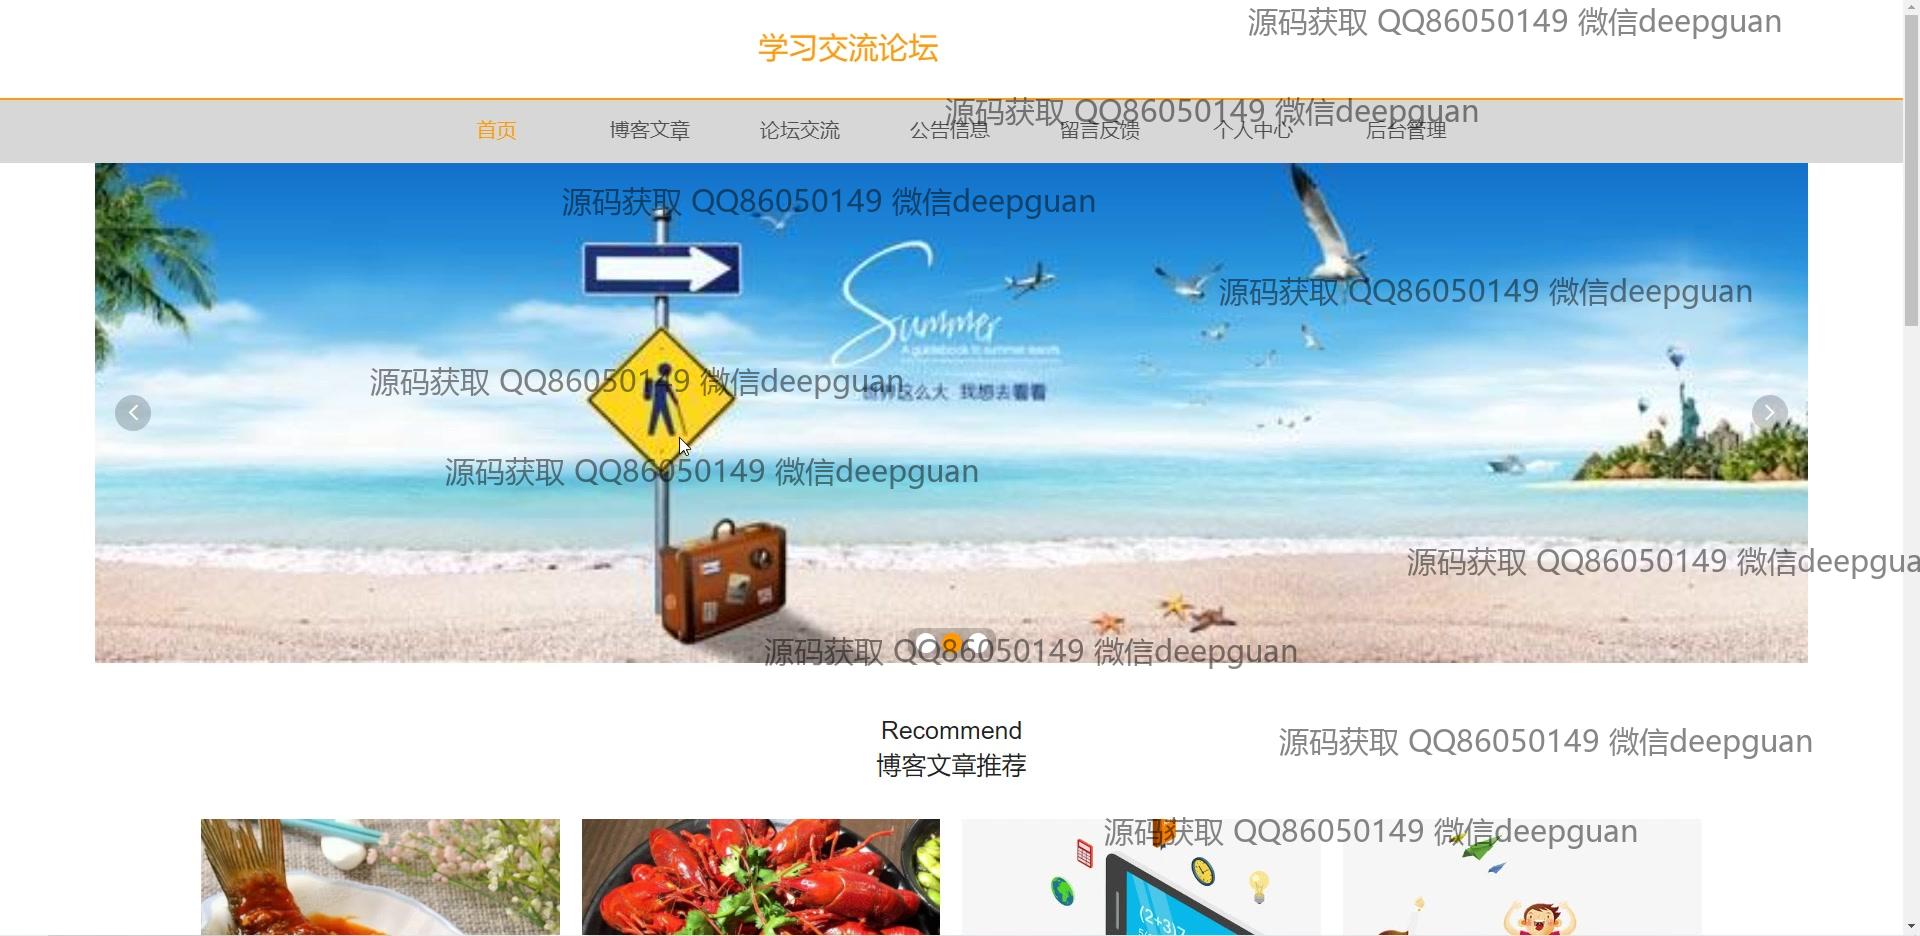 源码获取 QQ86050149 微信deepguan
学习交流论坛
源码获取 QQ86050149 微信deepguan
首页 博客文章 论坛交流 公告信息 留言反馈 个人中心 后台管理
源码获取 QQ86050149 微信deepguan
Summer
源码获取 QQ86050149 微信deepguan
A guidebook to summer resorts
源码获取 QQ86050149 微信deepguan
世界这么大 我想去看看
源码获取 QQ86050149 微信deepguan
源码获取 QQ86050149 微信deepgua
源码获取 QQ86050149 微信deepguan
Recommend
源码获取 QQ86050149 微信deepguan
博客文章推荐
源码获取 QQ86050149 微信deepguan
(2+3)